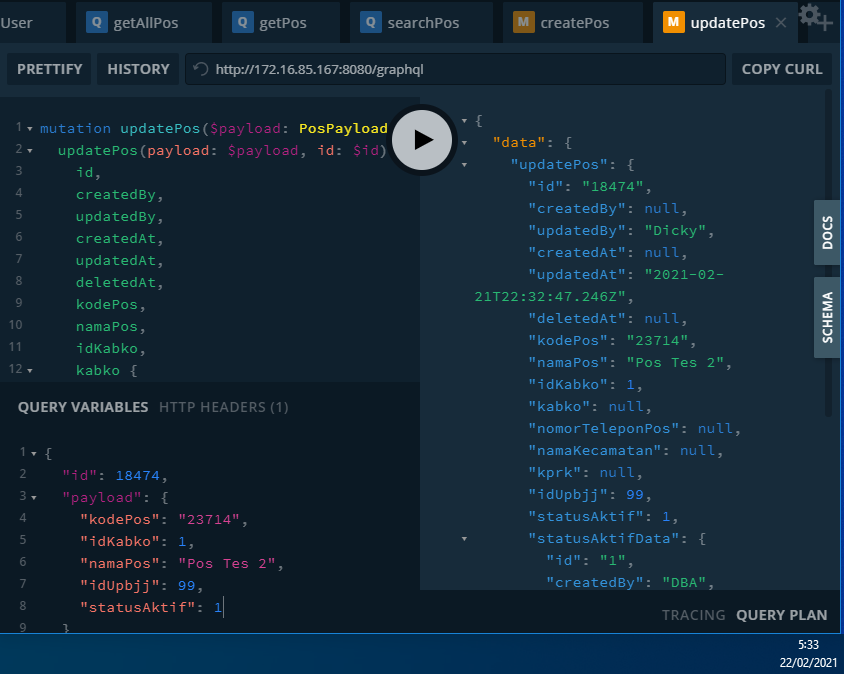 User
Q getAllPos
Q getPos
Q searchPos
M createPos
M updatePos
PRETTIFY
HISTORY
http://172.16.85.167:8080/graphql
COPY CURL
1 mutation updatePos($payload: PosPayload
2 updatePos(payload: $payload, id: $id)
3 id,
4 createdBy,
5 updatedBy,
6 createdAt,
7 updatedAt,
8 deletedAt,
9 kodePos,
10 namaPos,
11 idKabko,
12 kabko {
QUERY VARIABLES HTTP HEADERS (1)
1 {
2 "id": 18474,
3 "payload": {
4 "kodePos": "23714",
5 "idKabko": 1,
6 "namaPos": "Pos Tes 2",
7 "idUpbjj": 99,
8 "statusAktif": 1
9 }
{
"data": {
"updatePos": {
"id": "18474",
"createdBy": null,
"updatedBy": "Dicky",
"createdAt": null,
"updatedAt": "2021-02-
21T22:32:47.246Z",
"deletedAt": null,
"kodePos": "23714",
"namaPos": "Pos Tes 2",
"idKabko": 1,
"kabko": null,
"nomorTeleponPos": null,
"namaKecamatan": null,
"kprk": null,
"idUpbjj": 99,
"statusAktif": 1,
"statusAktifData": {
"id": "1",
"createdBy": "DBA",
DOCS
SCHEMA
TRACING QUERY PLAN
5:33
22/02/2021